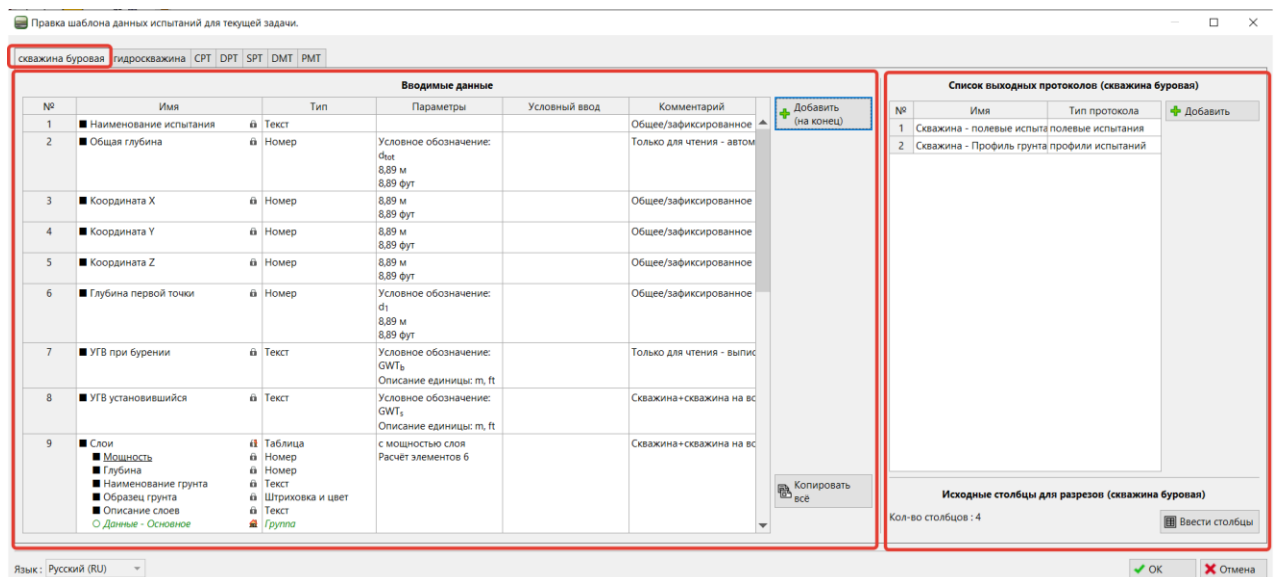 Правка шаблона данных испытаний для текущей задачи.
скважина буровая гидроскважина CPT DPT SPT DMT PMT
Вводимые данные
№ Имя Тип Параметры Условный ввод Комментарий
1 Наименование испытания Текст Общее/зафиксированное
2 Общая глубина Номер Условное обозначение: Только для чтения - автом
dtot
8,89 м
8,89 фут
3 Координата X Номер 8,89 м Общее/зафиксированное
8,89 фут
4 Координата Y Номер 8,89 м Общее/зафиксированное
8,89 фут
5 Координата Z Номер 8,89 м Общее/зафиксированное
8,89 фут
6 Глубина первой точки Номер Условное обозначение: Общее/зафиксированное
d1
8,89 м
8,89 фут
7 УГВ при бурении Текст Условное обозначение: Только для чтения - выпис
GWTb
Описание единицы: m, ft
8 УГВ установившийся Текст Условное обозначение: Скважина+скважина на вс
GWTs
Описание единицы: m, ft
9 Слои Таблица с мощностью слоя Скважина+скважина на вс
Мощность Номер Расчёт элементов 6
Глубина Номер
Наименование грунта Текст
Образец грунта Штриховка и цвет
Описание слоев Текст
Данные - Основное Группа
Добавить
(на конец)
Копировать
всё
Список выходных протоколов (скважина буровая)
№ Имя Тип протокола
1 Скважина - полевые испыта полевые испытания
2 Скважина - Профиль грунта профили испытаний
Добавить
Исходные столбцы для разрезов (скважина буровая)
Кол-во столбцов : 4
Ввести столбцы
Язык : Русский (RU)
OK
Отмена